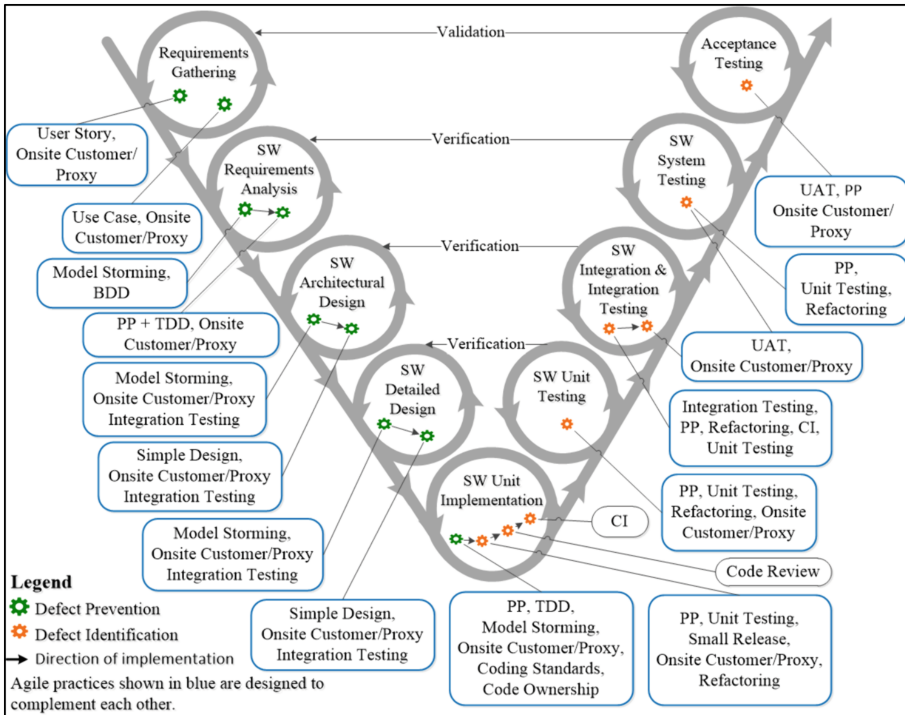 Validation
Requirements
Gathering
Acceptance
Testing
User Story,
Onsite Customer/
Proxy
Verification
SW
Requirements
Analysis
SW
System
Testing
UAT, PP
Onsite Customer/
Proxy
Use Case, Onsite
Customer/Proxy
Model Storming,
BDD
Verification
SW
Architectural
Design
SW
Integration &
Integration
Testing
PP,
Unit Testing,
Refactoring
PP + TDD, Onsite
Customer/Proxy
UAT,
Onsite Customer/Proxy
Verification
Model Storming,
Onsite Customer/Proxy
Integration Testing
SW
Detailed
Design
SW Unit
Testing
Integration Testing,
PP, Refactoring, CI,
Unit Testing
Simple Design,
Onsite Customer/Proxy
Integration Testing
SW Unit
Implementation
PP, Unit Testing,
Refactoring, Onsite
Customer/Proxy
CI
Model Storming,
Onsite Customer/Proxy
Integration Testing
Code Review
Simple Design,
Onsite Customer/Proxy
Integration Testing
PP, TDD,
Model Storming,
Onsite Customer/Proxy,
Coding Standards,
Code Ownership
PP, Unit Testing,
Small Release,
Onsite Customer/Proxy,
Refactoring
Legend
Defect Prevention
Defect Identification
Direction of implementation
Agile practices shown in blue are designed to
complement each other.